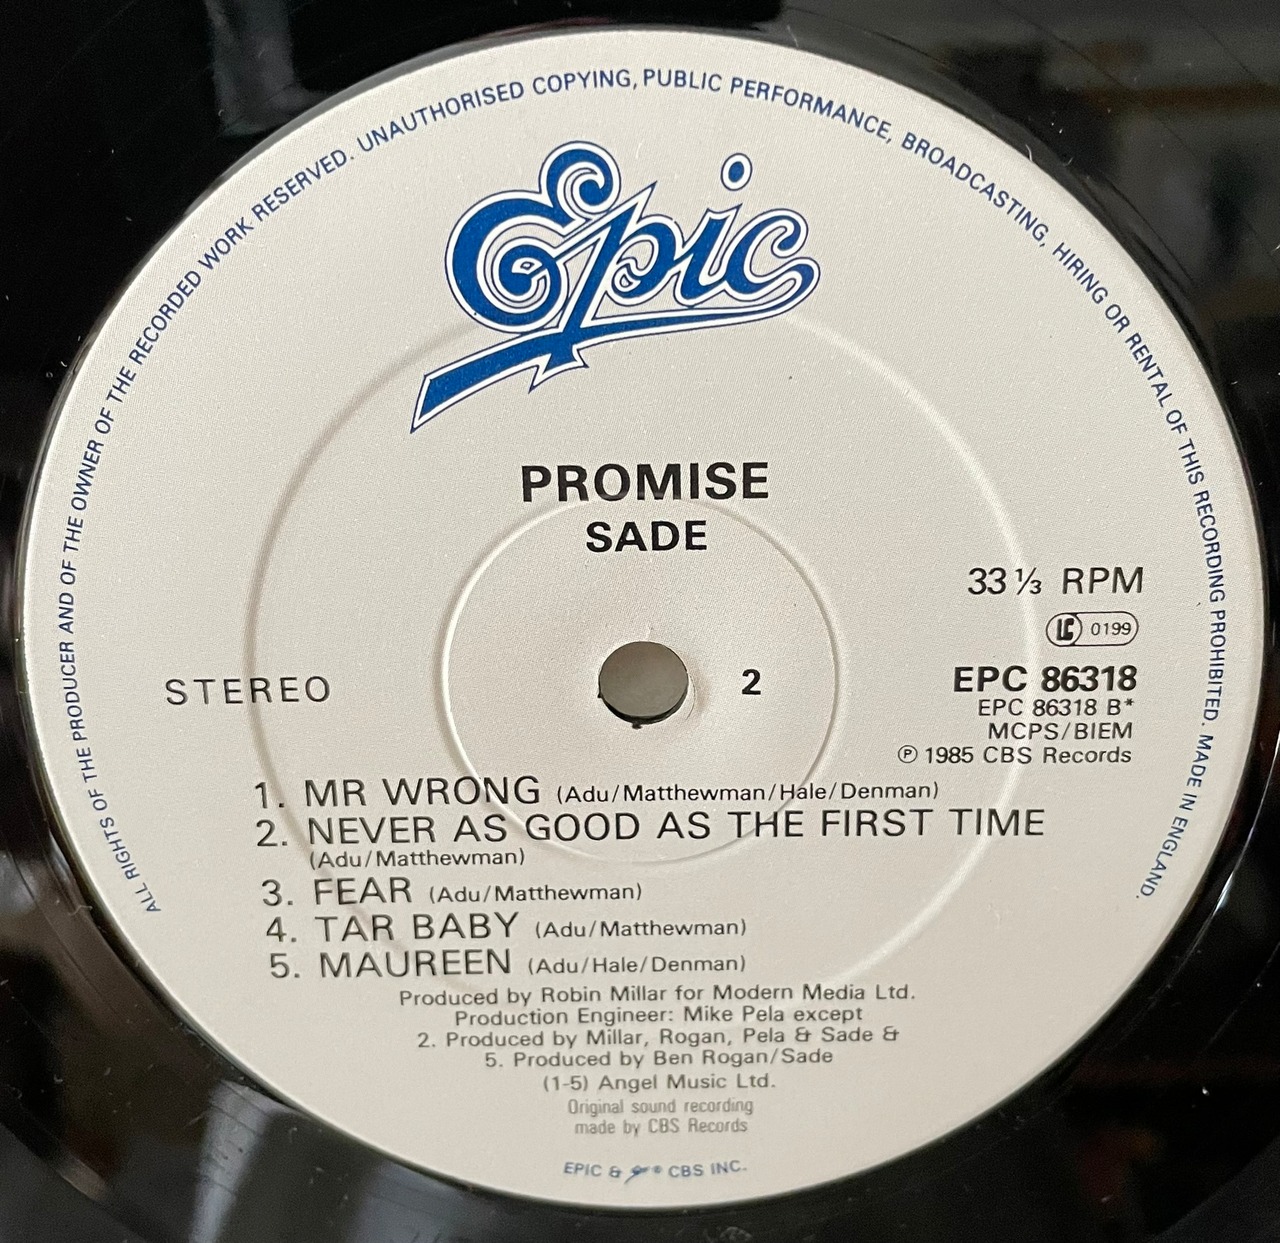 ALL RIGHTS OF THE PRODUCER AND OF THE OWNER OF THE RECORDED WORK RESERVED. UNAUTHORISED COPYING, PUBLIC PERFORMANCE, BROADCASTING, HIRING OR RENTAL OF THIS RECORDING PROHIBITED. MADE IN ENGLAND.
Epic
PROMISE
SADE
33 ⅓ RPM
LC 0199
STEREO
2
EPC 86318
EPC 86318 B*
MCPS/BIEM
℗ 1985 CBS Records
1. MR WRONG (Adu/Matthewman/Hale/Denman)
2. NEVER AS GOOD AS THE FIRST TIME
(Adu/Matthewman)
3. FEAR (Adu/Matthewman)
4. TAR BABY (Adu/Matthewman)
5. MAUREEN (Adu/Hale/Denman)
Produced by Robin Millar for Modern Media Ltd.
Production Engineer: Mike Pela except
2. Produced by Millar, Rogan, Pela & Sade &
5. Produced by Ben Rogan/Sade
(1-5) Angel Music Ltd.
Original sound recording
made by CBS Records
EPIC & CBS INC.